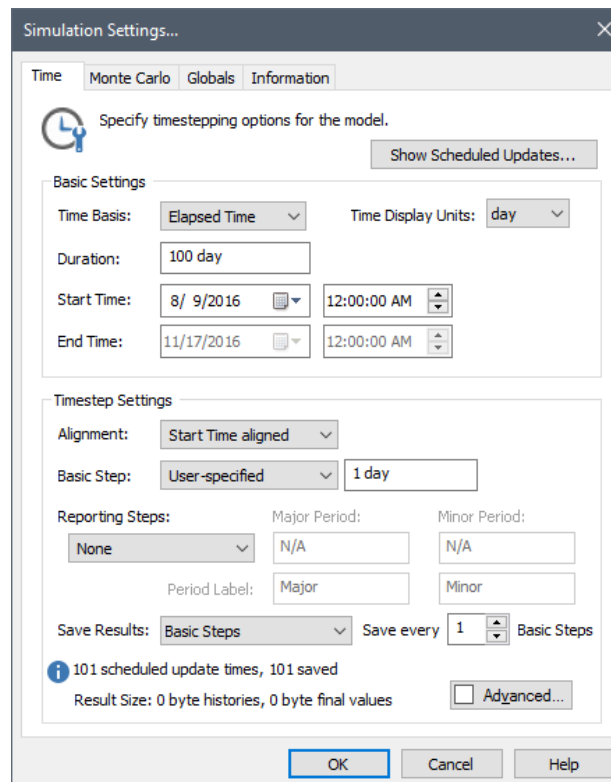 Simulation Settings...
Time Monte Carlo Globals Information
Specify timestepping options for the model.
Show Scheduled Updates...
Basic Settings
Time Basis: Elapsed Time Time Display Units: day
Duration: 100 day
Start Time: 8/ 9/2016 12:00:00 AM
End Time: 11/17/2016 12:00:00 AM
Timestep Settings
Alignment: Start Time aligned
Basic Step: User-specified 1 day
Reporting Steps: Major Period: Minor Period:
None N/A N/A
Period Label: Major Minor
Save Results: Basic Steps Save every 1 Basic Steps
101 scheduled update times, 101 saved
Result Size: 0 byte histories, 0 byte final values Advanced...
OK Cancel Help